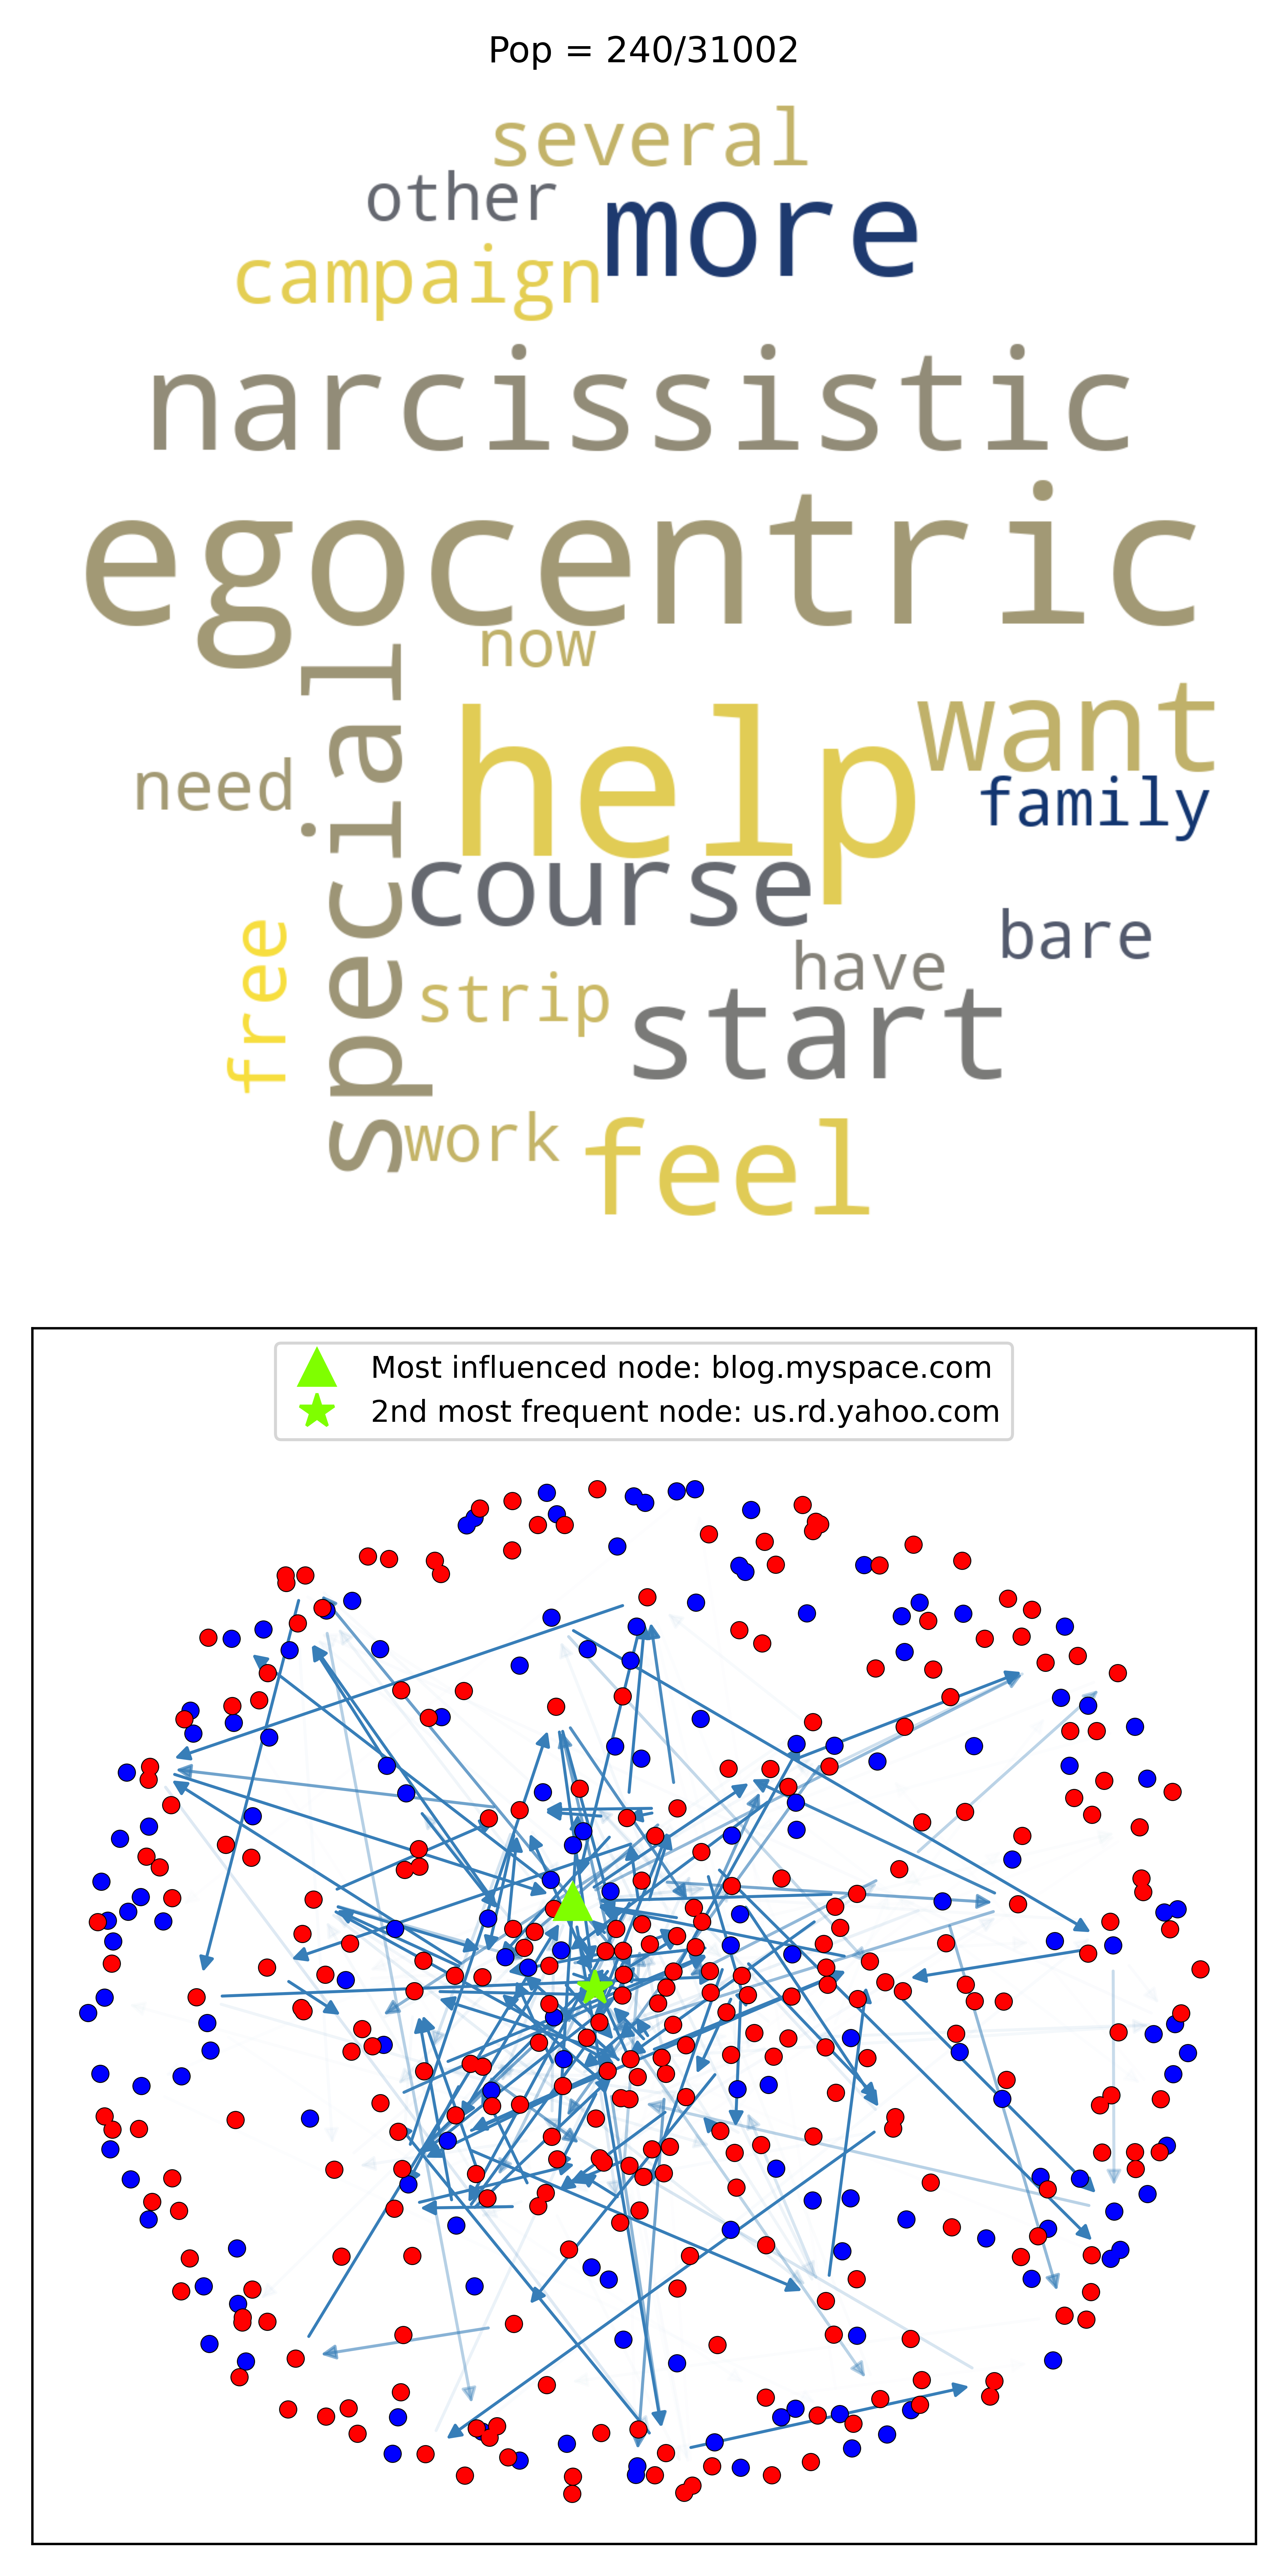 Pop = 240/31002
several
other
more
campaign
narcissistic
egocentric
now
special
help
want
need
family
course
bare
have
free
strip
start
work
feel
Most influenced node: blog.myspace.com
2nd most frequent node: us.rd.yahoo.com